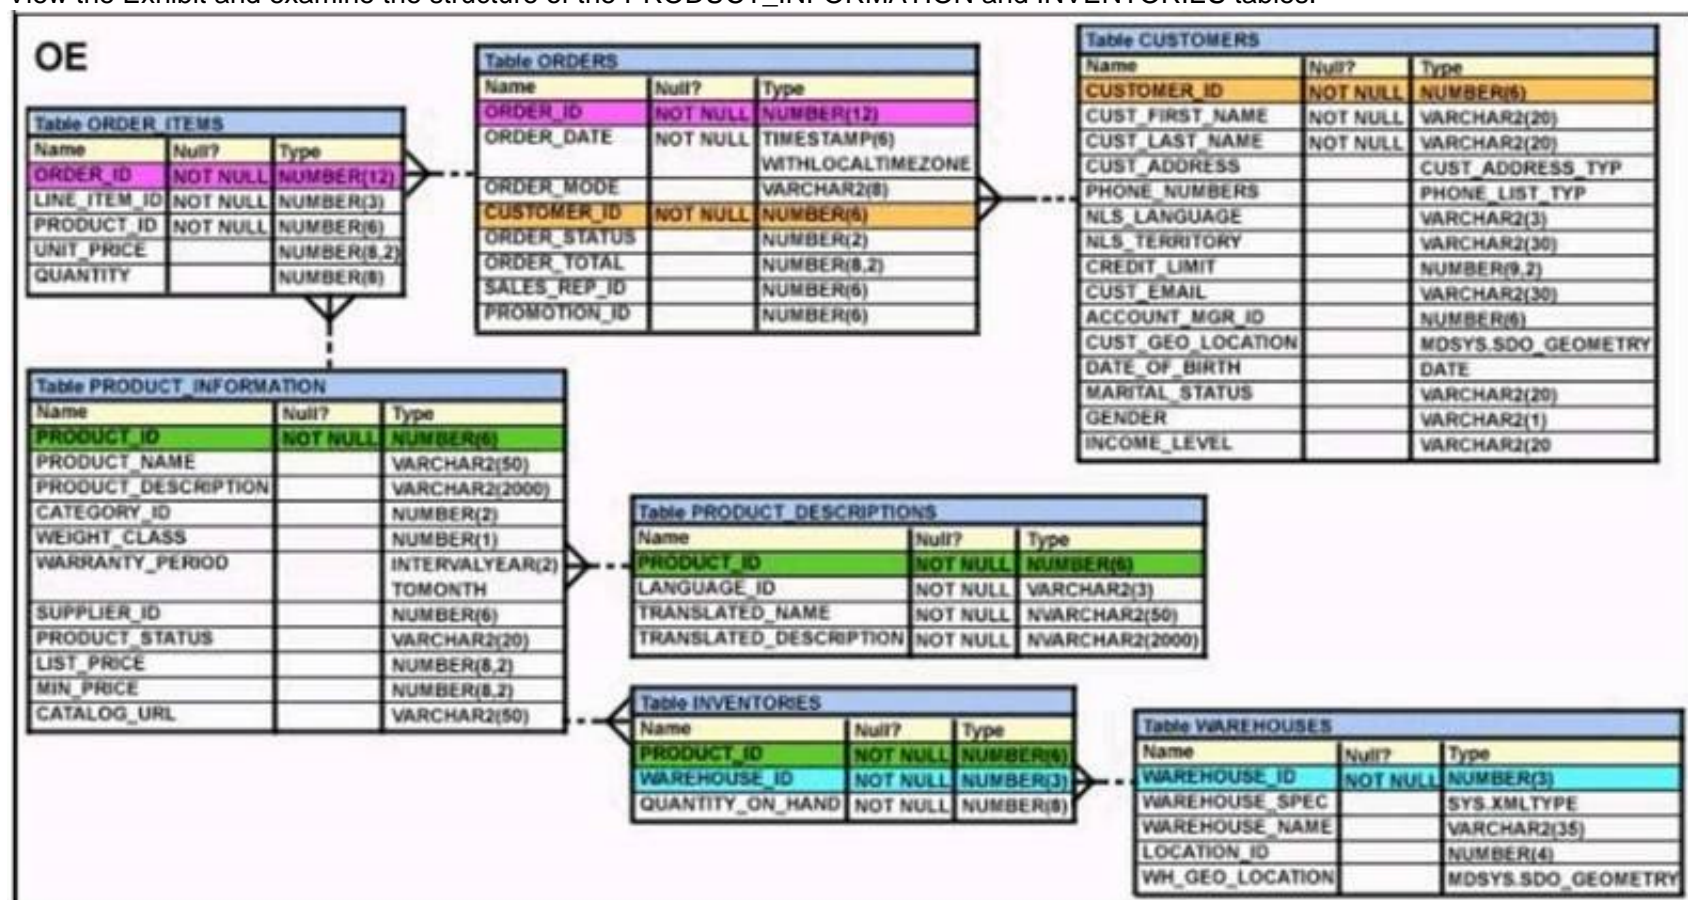 View the Exhibit and examine the structure of the PRODUCT_INFORMATION and INVENTORIES tables.
OE
Table ORDER_ITEMS
Name Null? Type
ORDER_ID NOT NULL NUMBER(12)
LINE_ITEM_ID NOT NULL NUMBER(3)
PRODUCT_ID NOT NULL NUMBER(6)
UNIT_PRICE NUMBER(8,2)
QUANTITY NUMBER(8)
Table ORDERS
Name Null? Type
ORDER_ID NOT NULL NUMBER(12)
ORDER_DATE NOT NULL TIMESTAMP(6)
WITHLOCALTIMEZONE
ORDER_MODE VARCHAR2(8)
CUSTOMER_ID NOT NULL NUMBER(6)
ORDER_STATUS NUMBER(2)
ORDER_TOTAL NUMBER(8,2)
SALES_REP_ID NUMBER(6)
PROMOTION_ID NUMBER(6)
Table CUSTOMERS
Name Null? Type
CUSTOMER_ID NOT NULL NUMBER(6)
CUST_FIRST_NAME NOT NULL VARCHAR2(20)
CUST_LAST_NAME NOT NULL VARCHAR2(20)
CUST_ADDRESS CUST_ADDRESS_TYP
PHONE_NUMBERS PHONE_LIST_TYP
NLS_LANGUAGE VARCHAR2(3)
NLS_TERRITORY VARCHAR2(30)
CREDIT_LIMIT NUMBER(9,2)
CUST_EMAIL VARCHAR2(30)
ACCOUNT_MGR_ID NUMBER(6)
CUST_GEO_LOCATION MDSYS.SDO_GEOMETRY
DATE_OF_BIRTH DATE
MARITAL_STATUS VARCHAR2(20)
GENDER VARCHAR2(1)
INCOME_LEVEL VARCHAR2(20
Table PRODUCT_INFORMATION
Name Null? Type
PRODUCT_ID NOT NULL NUMBER(6)
PRODUCT_NAME VARCHAR2(50)
PRODUCT_DESCRIPTION VARCHAR2(2000)
CATEGORY_ID NUMBER(2)
WEIGHT_CLASS NUMBER(1)
WARRANTY_PERIOD INTERVALYEAR(2)
TOMONTH
SUPPLIER_ID NUMBER(6)
PRODUCT_STATUS VARCHAR2(20)
LIST_PRICE NUMBER(8,2)
MIN_PRICE NUMBER(8,2)
CATALOG_URL VARCHAR2(50)
Table PRODUCT_DESCRIPTIONS
Name Null? Type
PRODUCT_ID NOT NULL NUMBER(6)
LANGUAGE_ID NOT NULL VARCHAR2(3)
TRANSLATED_NAME NOT NULL NVARCHAR2(50)
TRANSLATED_DESCRIPTION NOT NULL NVARCHAR2(2000)
Table INVENTORIES
Name Null? Type
PRODUCT_ID NOT NULL NUMBER(6)
WAREHOUSE_ID NOT NULL NUMBER(3)
QUANTITY_ON_HAND NOT NULL NUMBER(8)
Table WAREHOUSES
Name Null? Type
WAREHOUSE_ID NOT NULL NUMBER(3)
WAREHOUSE_SPEC SYS.XMLTYPE
WAREHOUSE_NAME VARCHAR2(35)
LOCATION_ID NUMBER(4)
WH_GEO_LOCATION MDSYS.SDO_GEOMETRY